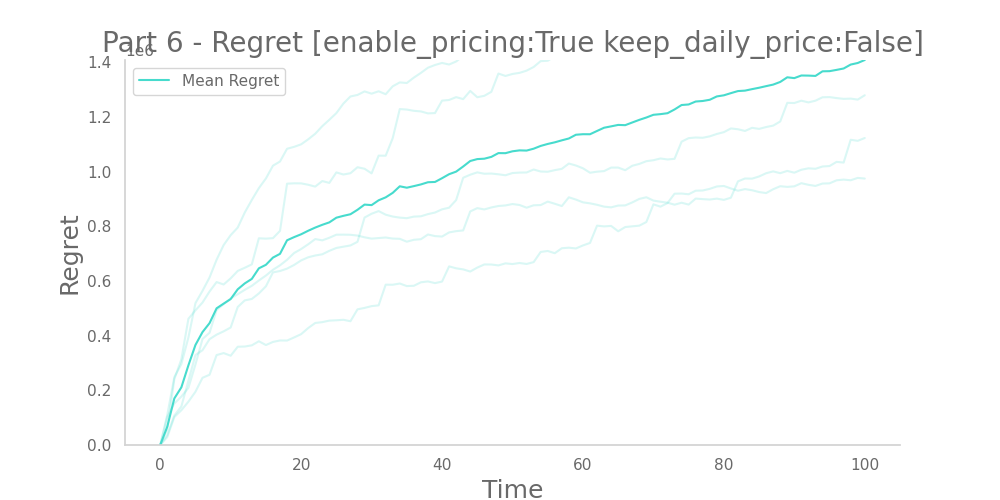 Part 6 - Regret [enable_pricing:True keep_daily_price:False]
1e6
1.4
Mean Regret
1.2
1.0
0.8
0.6
0.4
0.2
0.0
Regret
0 20 40 60 80 100
Time